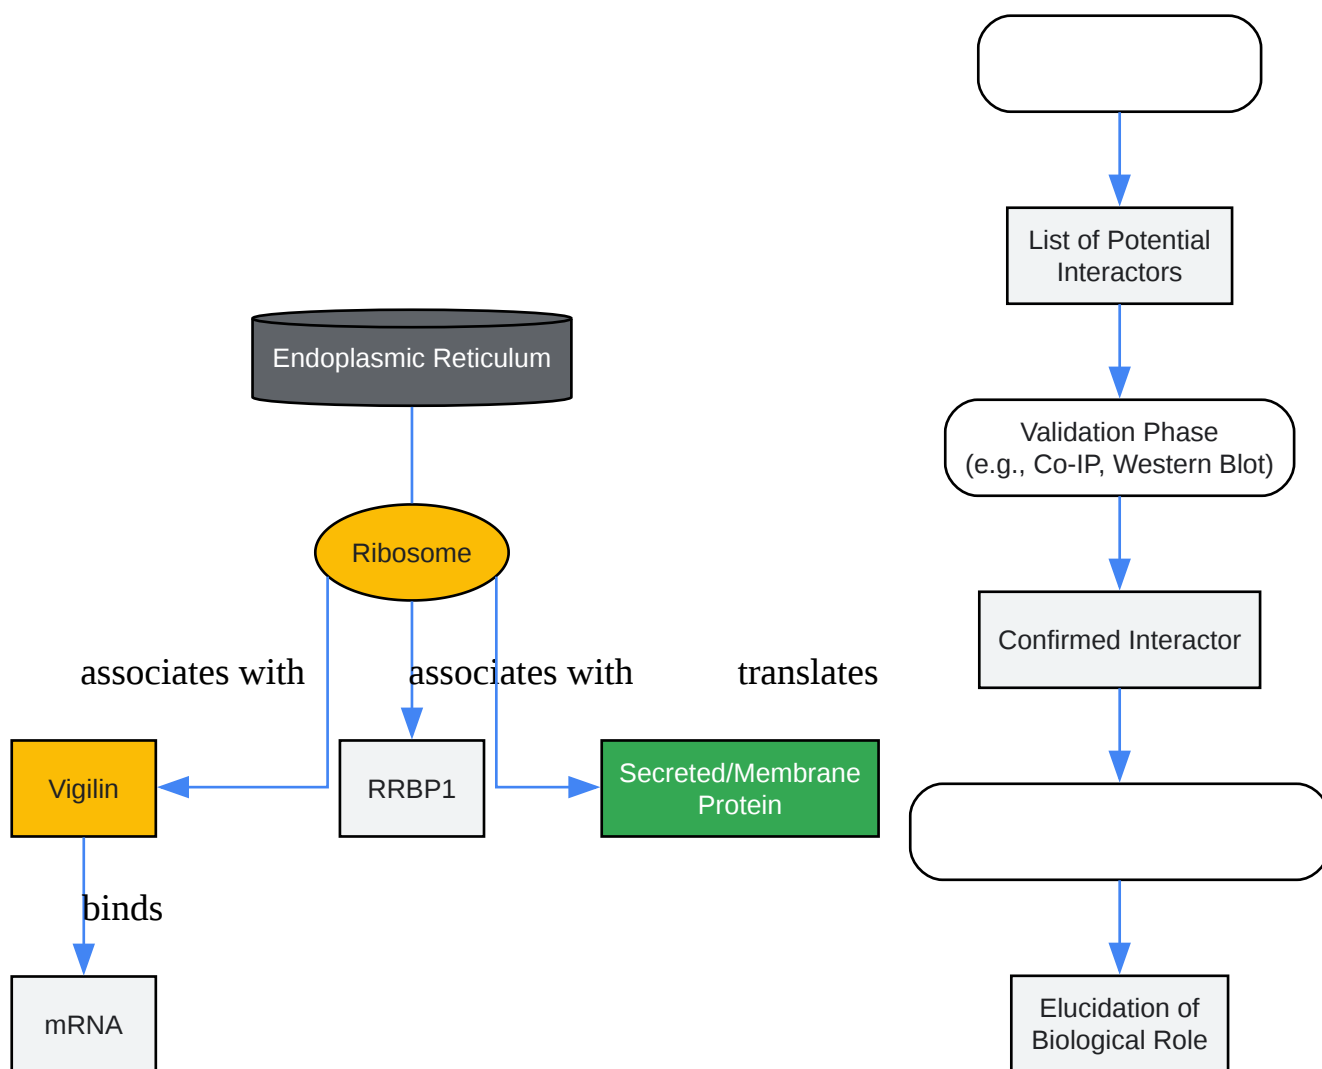 Endoplasmic Reticulum
Ribosome
associates with
associates with
translates
Vigilin
RRBP1
Secreted/Membrane
Protein
binds
mRNA
List of Potential
Interactors
Validation Phase
(e.g., Co-IP, Western Blot)
Confirmed Interactor
Elucidation of
Biological Role